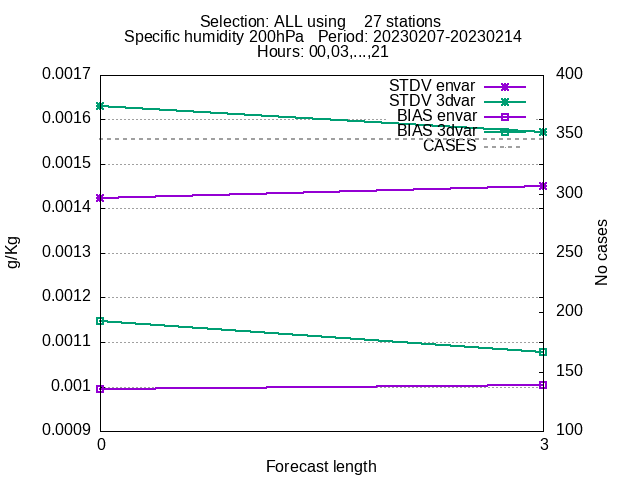 Selection: ALL using    27 stations
Specific humidity 200hPa   Period: 20230207-20230214
Hours: 00,03,...,21
0.0017
0.0016
0.0015
0.0014
0.0013
0.0012
0.0011
0.001
0.0009
g/Kg
STDV envar
STDV 3dvar
BIAS envar
BIAS 3dvar
CASES
400
350
300
250
200
150
100
No cases
0
3
Forecast length